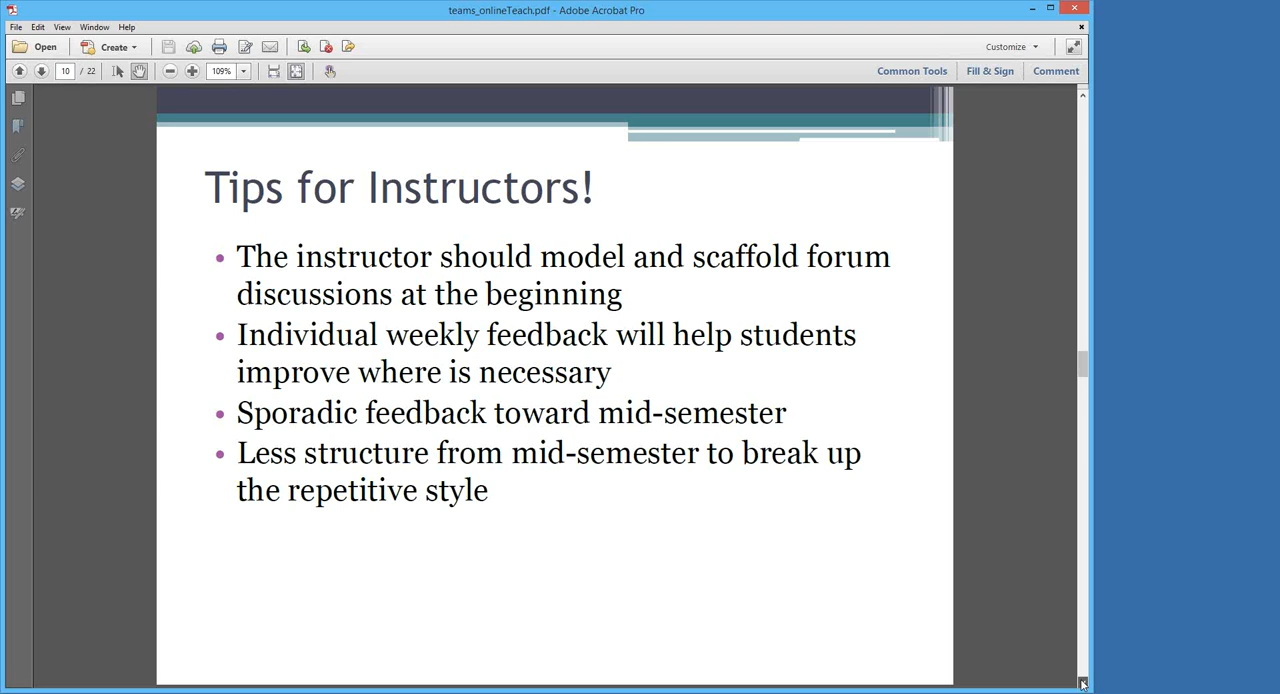 teams_onlineTeach.pdf - Adobe Acrobat Pro
File Edit View Window Help
Open Create Customize
10 / 22 109% Common Tools Fill & Sign Comment
Tips for Instructors!
• The instructor should model and scaffold forum
discussions at the beginning
• Individual weekly feedback will help students
improve where is necessary
• Sporadic feedback toward mid-semester
• Less structure from mid-semester to break up
the repetitive style